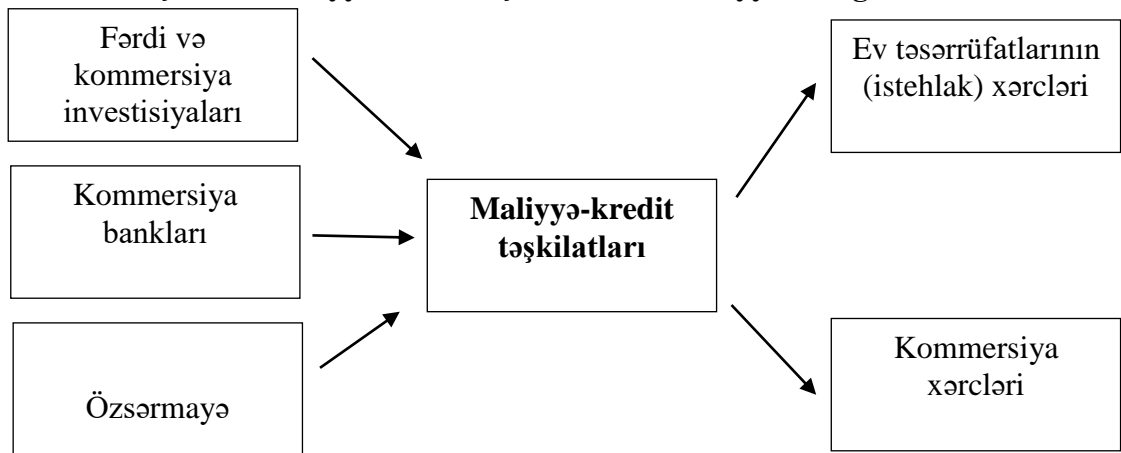 Fərdi və
kommersiya
investisiyaları
Kommersiya
bankları
Özsərmayə
Maliyyə-kredit
təşkilatları
Ev təsərrüfatlarının
(istehlak) xərcləri
Kommersiya
xərcləri